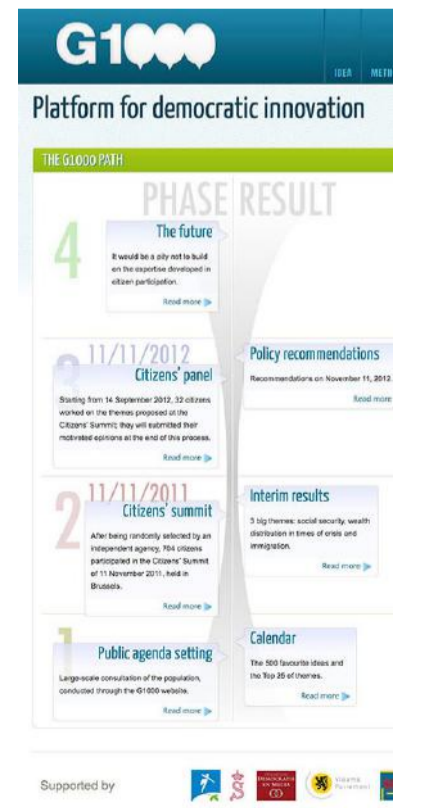 G1000
IDEA METH
Platform for democratic innovation
THE G1000 PATH
PHASE RESULT
4
The future
It would be a pity not to build
on the expertise developed in
citizen participation.
Read more
3
11/11/2012
Citizens' panel
Starting from 14 September 2012, 32 citizens
worked on the themes proposed at the
Citizens' Summit; they will submitted their
motivated opinions at the end of this process.
Read more
Policy recommendations
Recommendations on November 11, 2012.
Read more
2
11/11/2011
Citizens' summit
After being randomly selected by an
independent agency, 704 citizens
participated in the Citizens' Summit
of 11 November 2011, held in
Brussels.
Read more
Interim results
3 big themes: social security, wealth
distribution in times of crisis and
immigration.
Read more
1
Public agenda setting
Large-scale consultation of the population,
conducted through the G1000 website.
Read more
Calendar
The 500 favourite ideas and
the Top 25 of themes.
Read more
Supported by